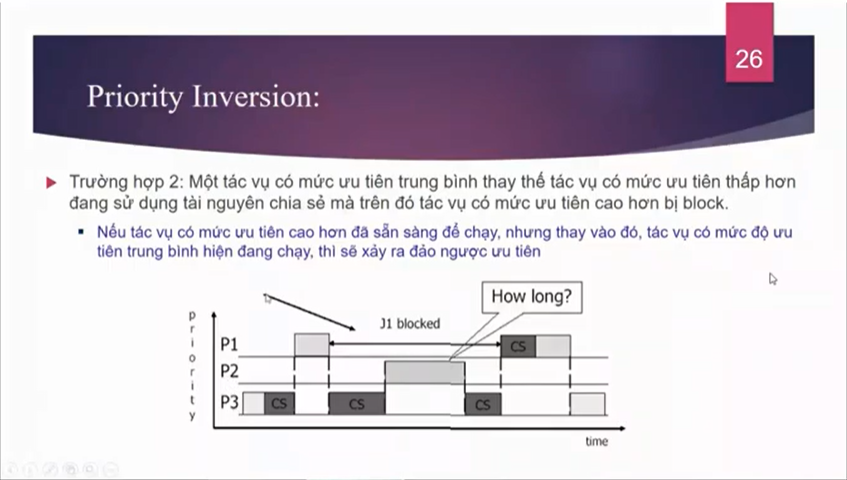 26
Priority Inversion:
Trường hợp 2: Một tác vụ có mức ưu tiên trung bình thay thế tác vụ có mức ưu tiên thấp hơn
đang sử dụng tài nguyên chia sẻ mà trên đó tác vụ có mức ưu tiên cao hơn bị block.
Nếu tác vụ có mức ưu tiên cao hơn đã sẵn sàng để chạy, nhưng thay vào đó, tác vụ có mức độ ưu
tiên trung bình hiện đang chạy, thì sẽ xảy ra đảo ngược ưu tiên
How long?
J1 blocked
priority
P1
CS
P2
P3
CS
CS
CS
time